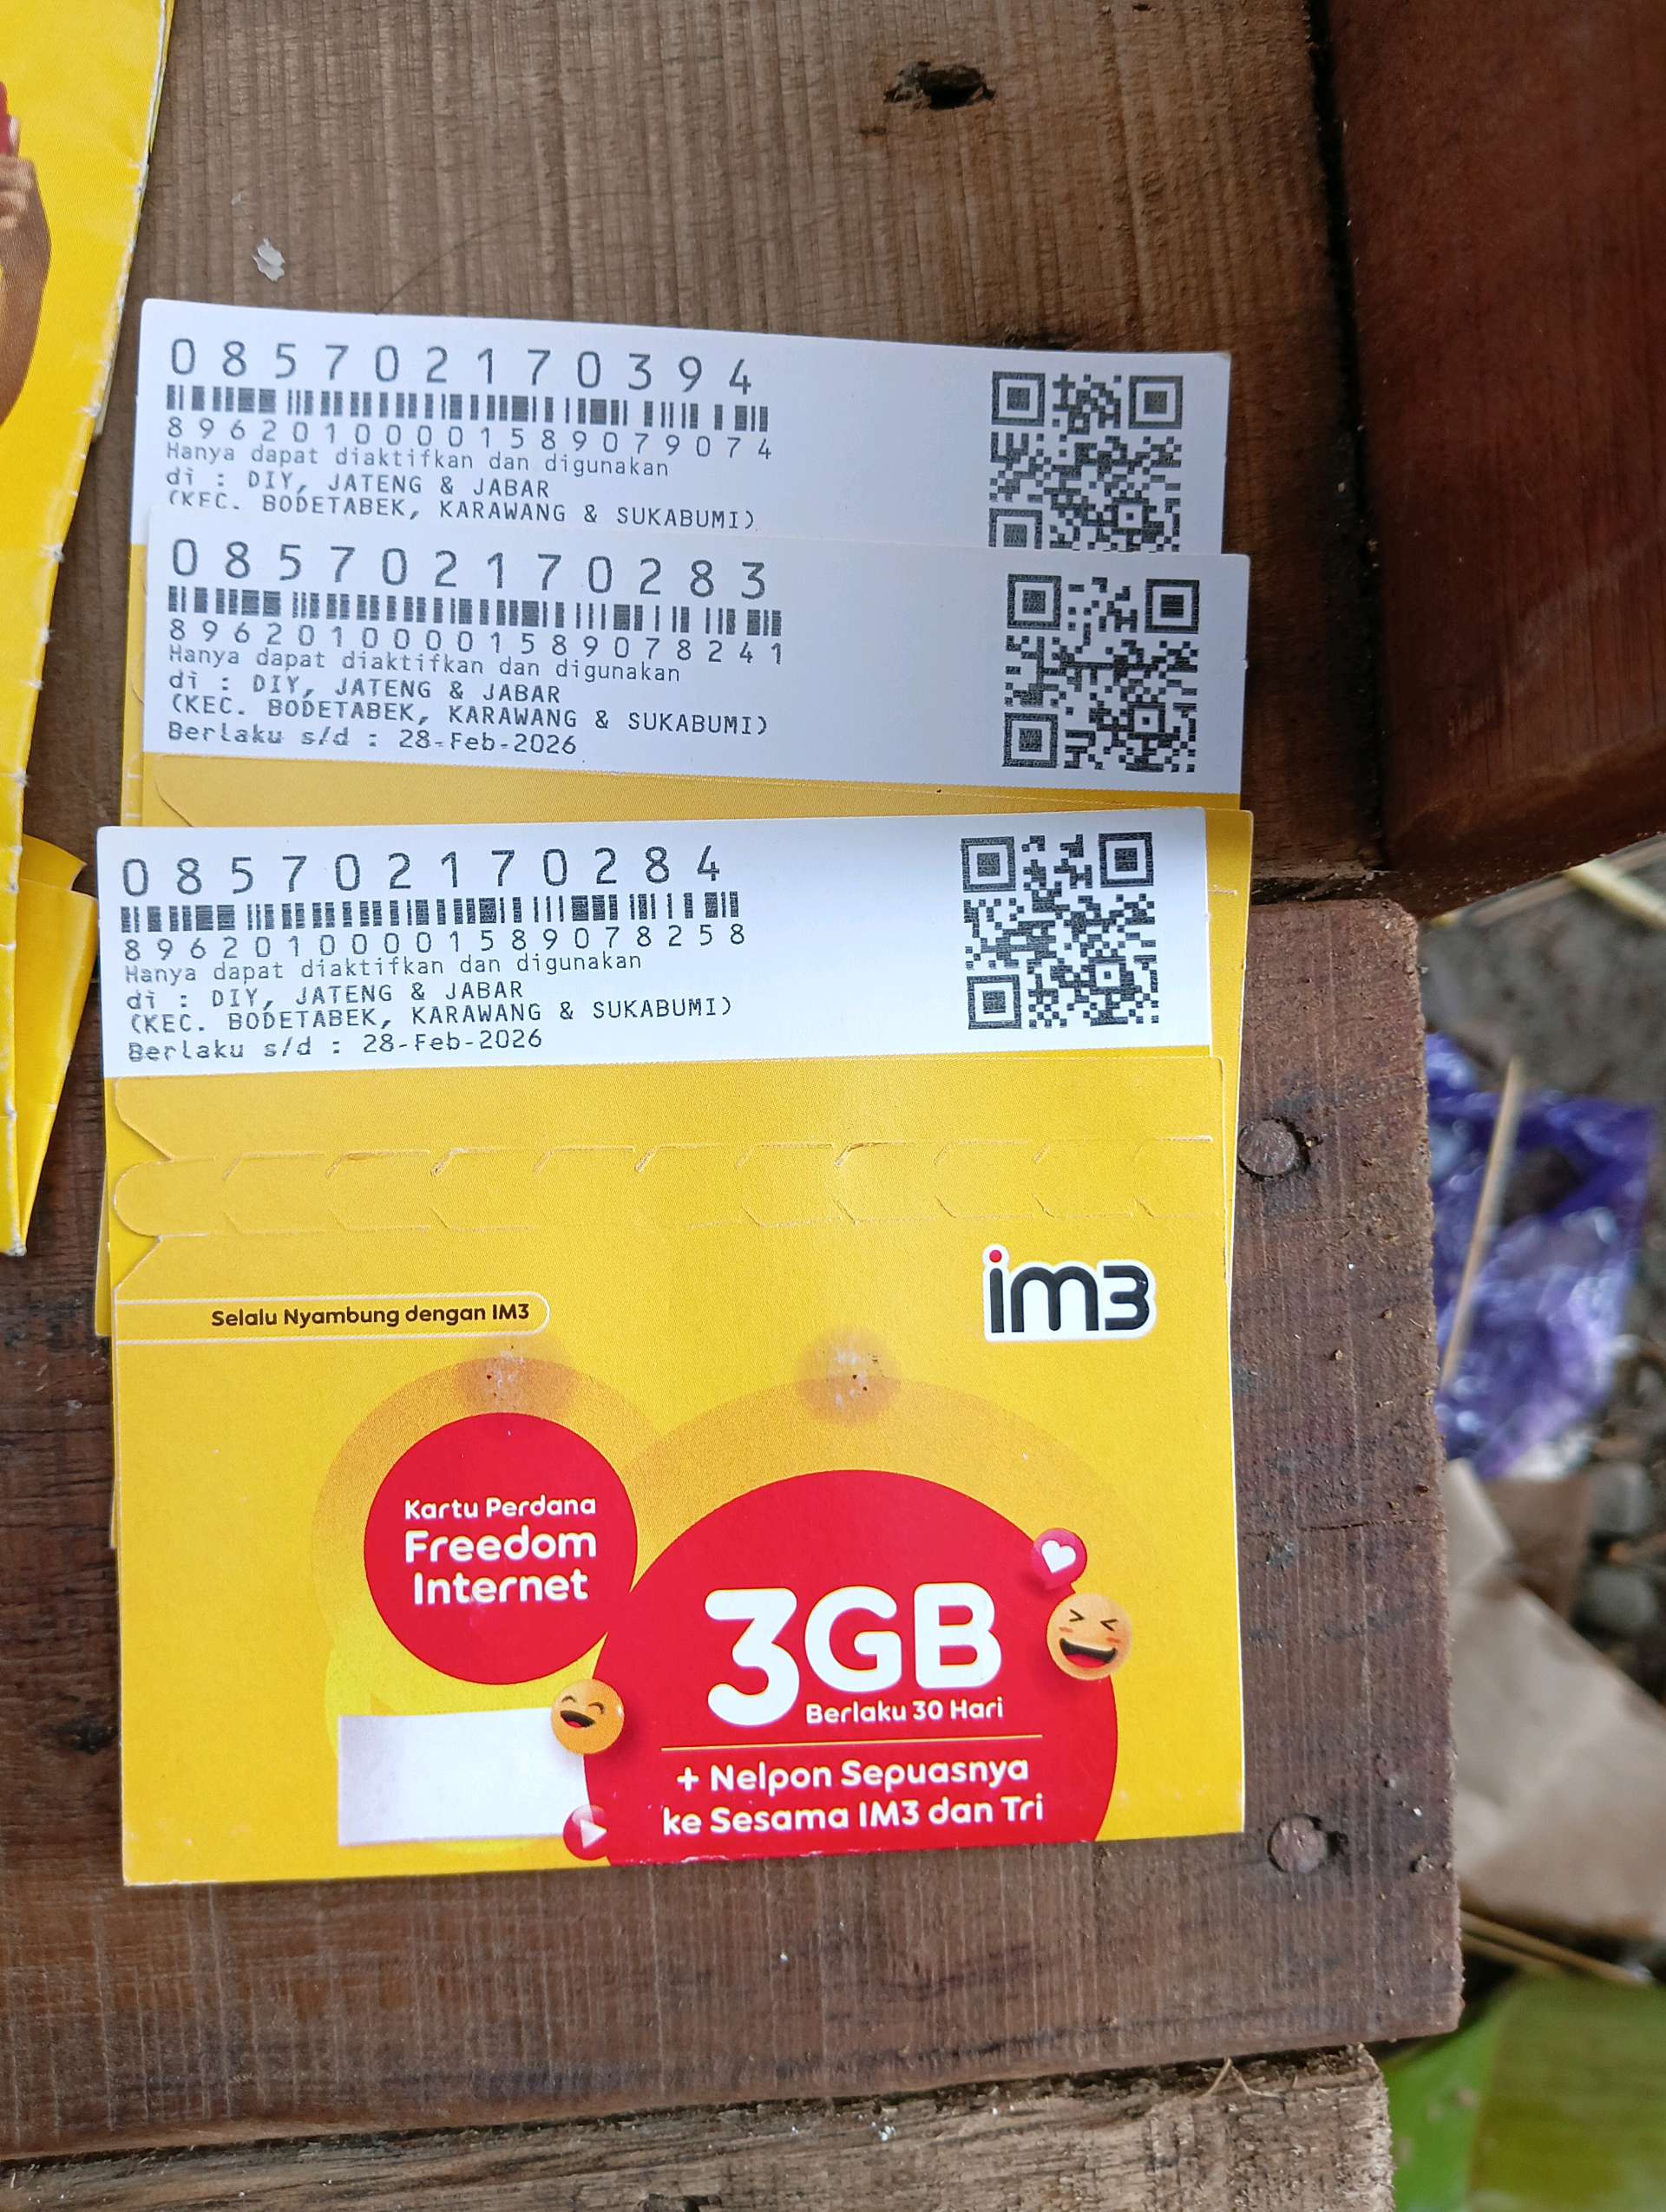 085702170394
89620100001589079074
Hanya dapat diaktifkan dan digunakan
di : DIY, JATENG & JABAR
(KEC. BODETABEK, KARAWANG & SUKABUMI)
085702170283
89620100001589078241
Hanya dapat diaktifkan dan digunakan
di : DIY, JATENG & JABAR
(KEC. BODETABEK, KARAWANG & SUKABUMI)
Berlaku s/d : 28-Feb-2026
085702170284
89620100001589078258
Hanya dapat diaktifkan dan digunakan
di : DIY, JATENG & JABAR
(KEC. BODETABEK, KARAWANG & SUKABUMI)
Berlaku s/d : 28-Feb-2026
im3
Selalu Nyambung dengan IM3
Kartu Perdana
Freedom
Internet
3GB
Berlaku 30 Hari
+ Nelpon Sepuasnya
ke Sesama IM3 dan Tri